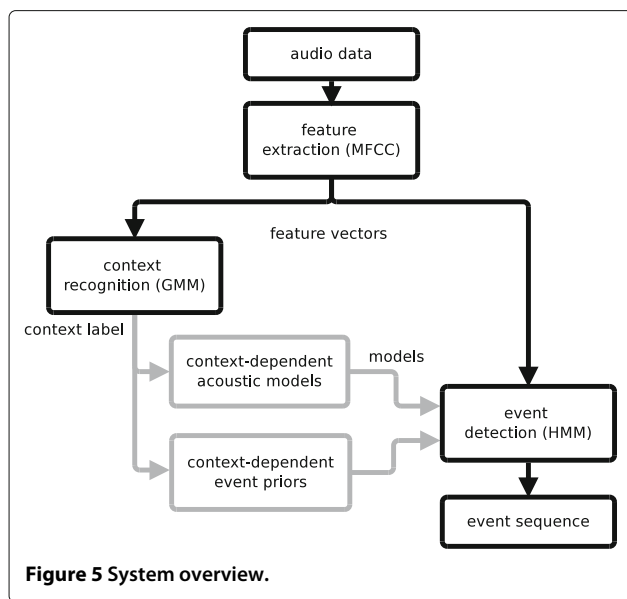 audio data
feature
extraction (MFCC)
feature vectors
context
recognition (GMM)
context label
context-dependent
acoustic models
models
context-dependent
event priors
event
detection (HMM)
event sequence
Figure 5 System overview.